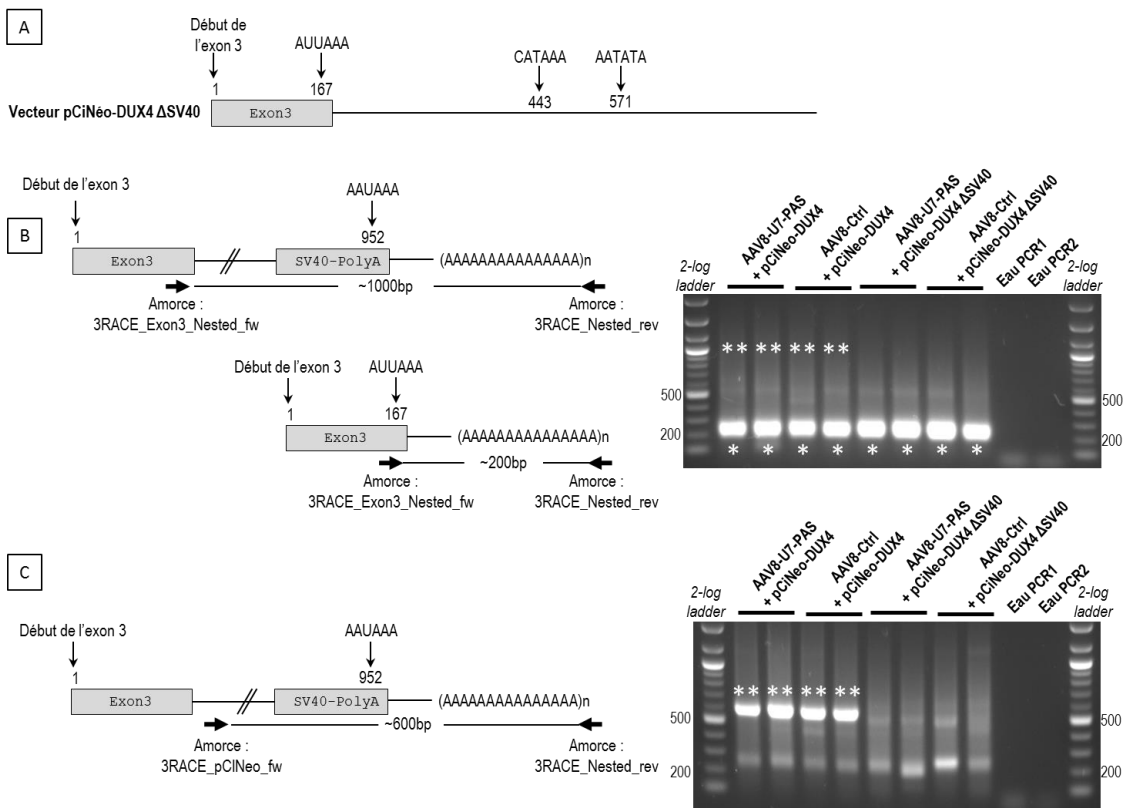 A
Début de
l'exon 3
AUUAAA
CATAAA
AATATA
1
167
443
571
Vecteur pCiNéo-DUX4 ΔSV40
Exon3
B
Début de l'exon 3
AAUAAA
1
952
Exon3
SV40-PolyA
(AAAAAAAAAAAAAAA)n
~1000bp
Amorce :
3RACE_Exon3_Nested_fw
Amorce :
3RACE_Nested_rev
Début de l'exon 3
AUUAAA
1
167
Exon3
(AAAAAAAAAAAAAAA)n
~200bp
Amorce :
3RACE_Exon3_Nested_fw
Amorce :
3RACE_Nested_rev
2-log
ladder
AAV8-U7-PAS
+ pCiNeo-DUX4
AAV8-Ctrl
+ pCiNeo-DUX4
AAV8-U7-PAS
+ pCiNeo-DUX4 ΔSV40
AAV8-Ctrl
+ pCiNeo-DUX4 ΔSV40
Eau PCR1
Eau PCR2
2-log
ladder
** ** ** **
500
500
200
200
* * * * * * * *
C
Début de l'exon 3
AAUAAA
1
952
Exon3
SV40-PolyA
(AAAAAAAAAAAAAAA)n
~600bp
Amorce :
3RACE_pCINeo_fw
Amorce :
3RACE_Nested_rev
2-log
ladder
AAV8-U7-PAS
+ pCiNeo-DUX4
AAV8-Ctrl
+ pCiNeo-DUX4
AAV8-U7-PAS
+ pCiNeo-DUX4 ΔSV40
AAV8-Ctrl
+ pCiNeo-DUX4 ΔSV40
Eau PCR1
Eau PCR2
2-log
ladder
** ** ** **
500
500
200
200